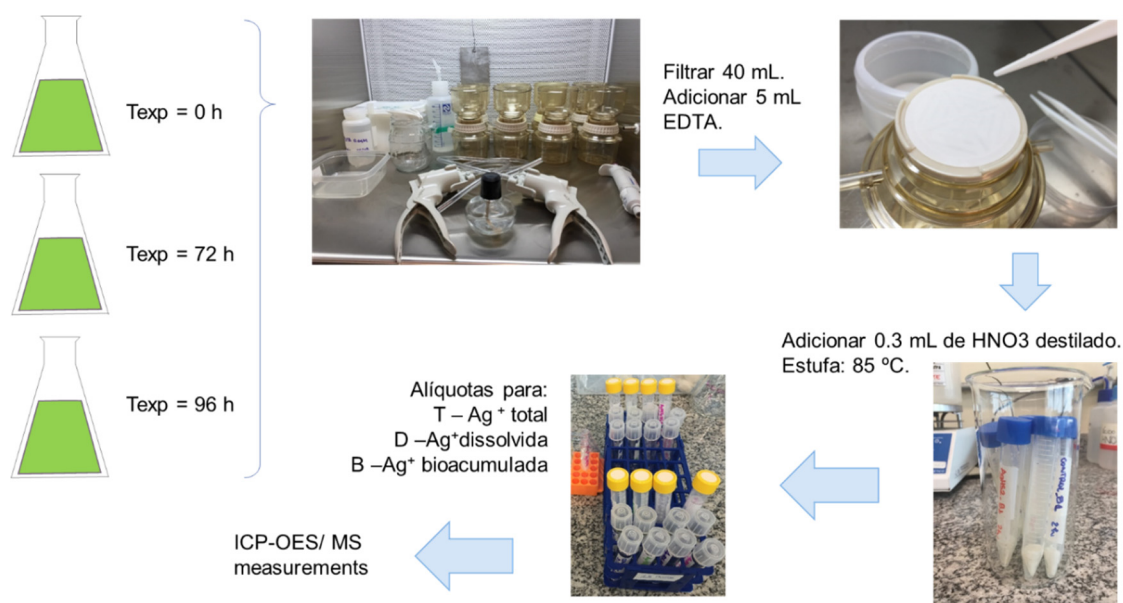 Texp = 0 h
Texp = 72 h
Texp = 96 h
Filtrar 40 mL.
Adicionar 5 mL
EDTA.
Adicionar 0.3 mL de HNO3 destilado.
Estufa: 85 ºC.
Alíquotas para:
T – Ag ⁺ total
D –Ag⁺dissolvida
B –Ag⁺ bioacumulada
ICP-OES/ MS
measurements